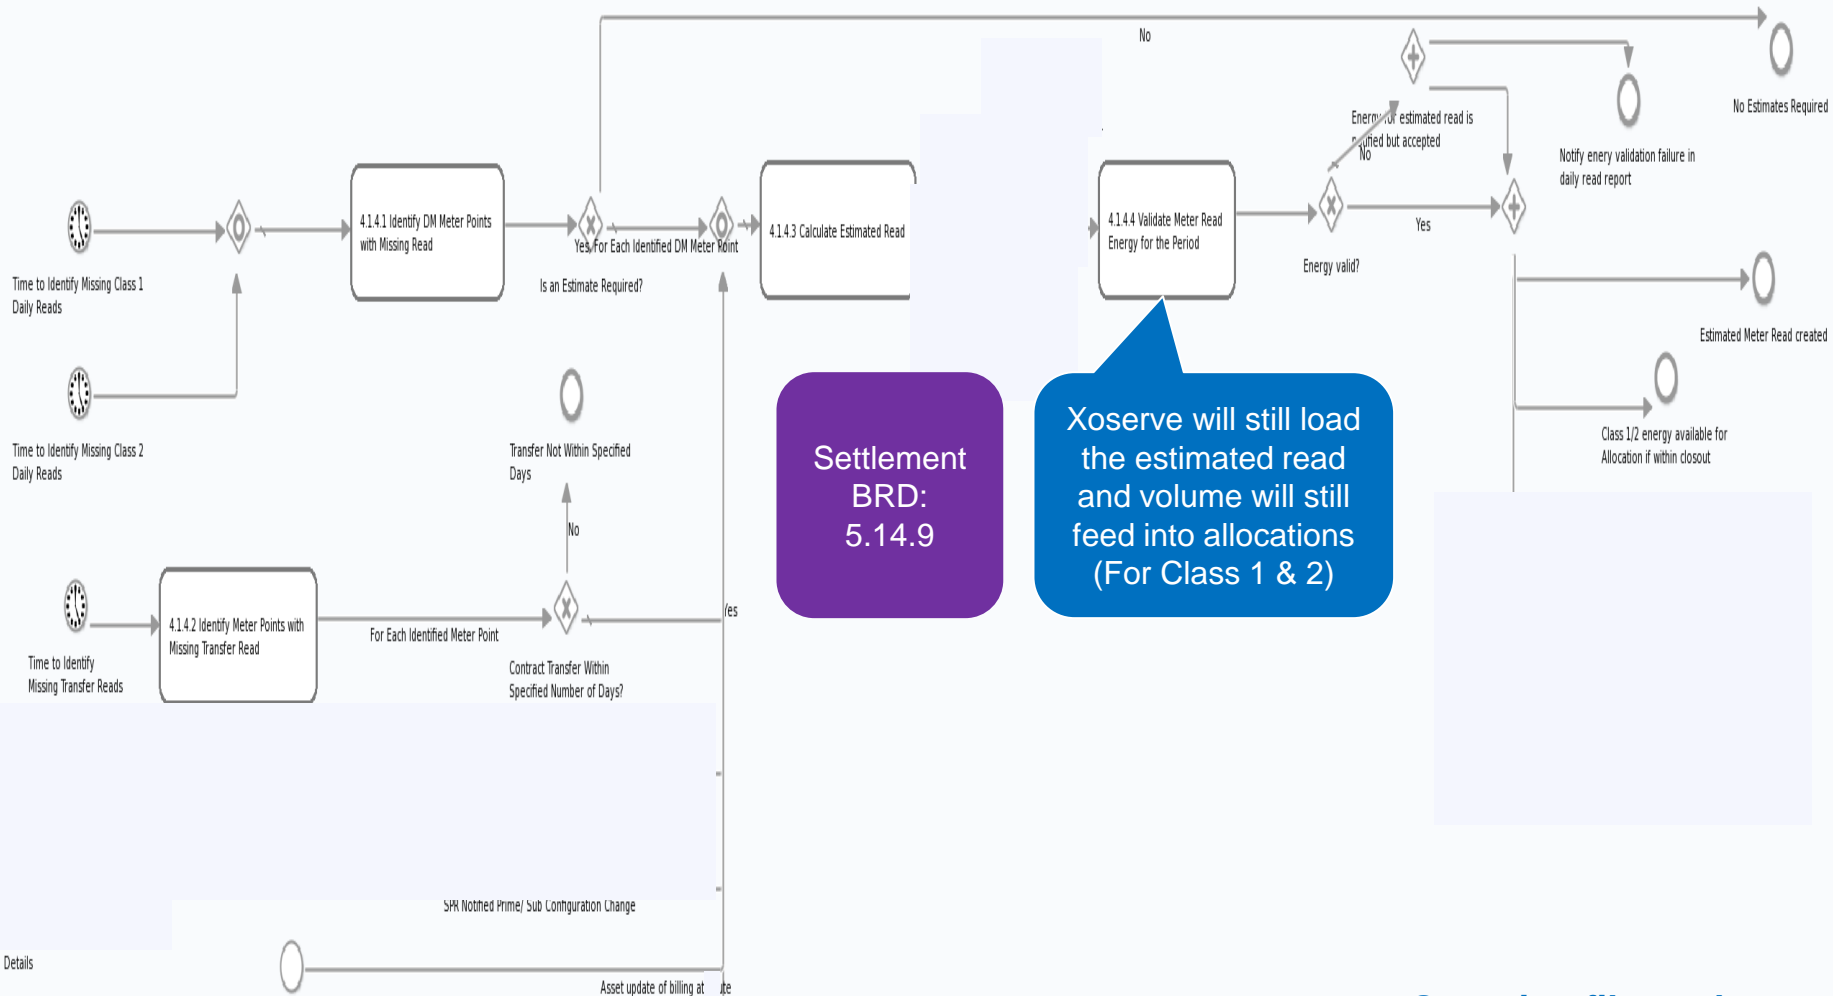 No
No Estimates Required
Energy for estimated read is
notified but accepted
No
Notify enery validation failure in
daily read report
4.1.4.1 Identify DM Meter Points
with Missing Read
4.1.4.3 Calculate Estimated Read
4.1.4.4 Validate Meter Read
Energy for the Period
Yes, For Each Identified DM Meter Point
Yes
Is an Estimate Required?
Energy valid?
Time to Identify Missing Class 1
Daily Reads
Estimated Meter Read created
Time to Identify Missing Class 2
Daily Reads
Transfer Not Within Specified
Days
Settlement
BRD:
5.14.9
Xoserve will still load
the estimated read
and volume will still
feed into allocations
(For Class 1 & 2)
Class 1/2 energy available for
Allocation if within closout
No
Yes
4.1.4.2 Identify Meter Points with
Missing Transfer Read
For Each Identified Meter Point
Time to Identify
Missing Transfer Reads
Contract Transfer Within
Specified Number of Days?
SPR Notified Prime/ Sub Configuration Change
Details
Asset update of billing